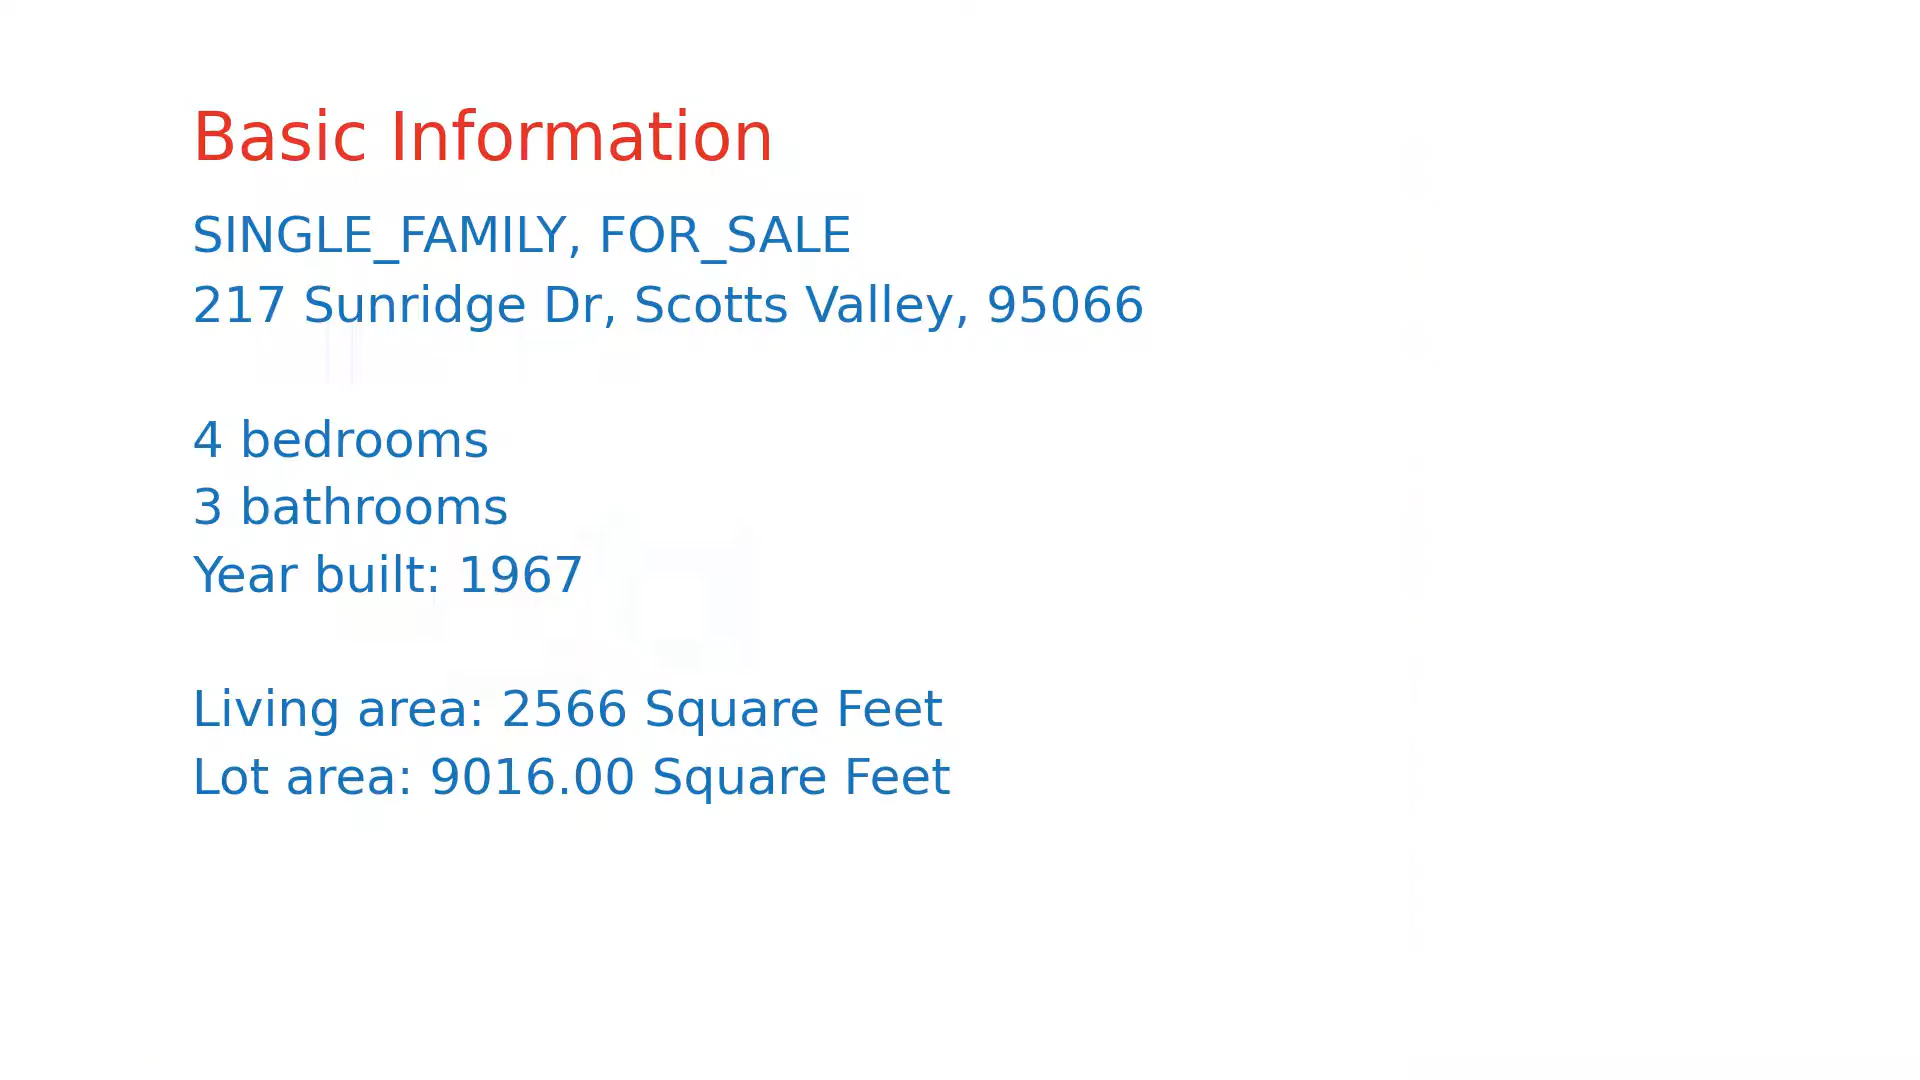 Basic Information
SINGLE_FAMILY, FOR_SALE
217 Sunridge Dr, Scotts Valley, 95066
4 bedrooms
3 bathrooms
Year built: 1967
Living area: 2566 Square Feet
Lot area: 9016.00 Square Feet